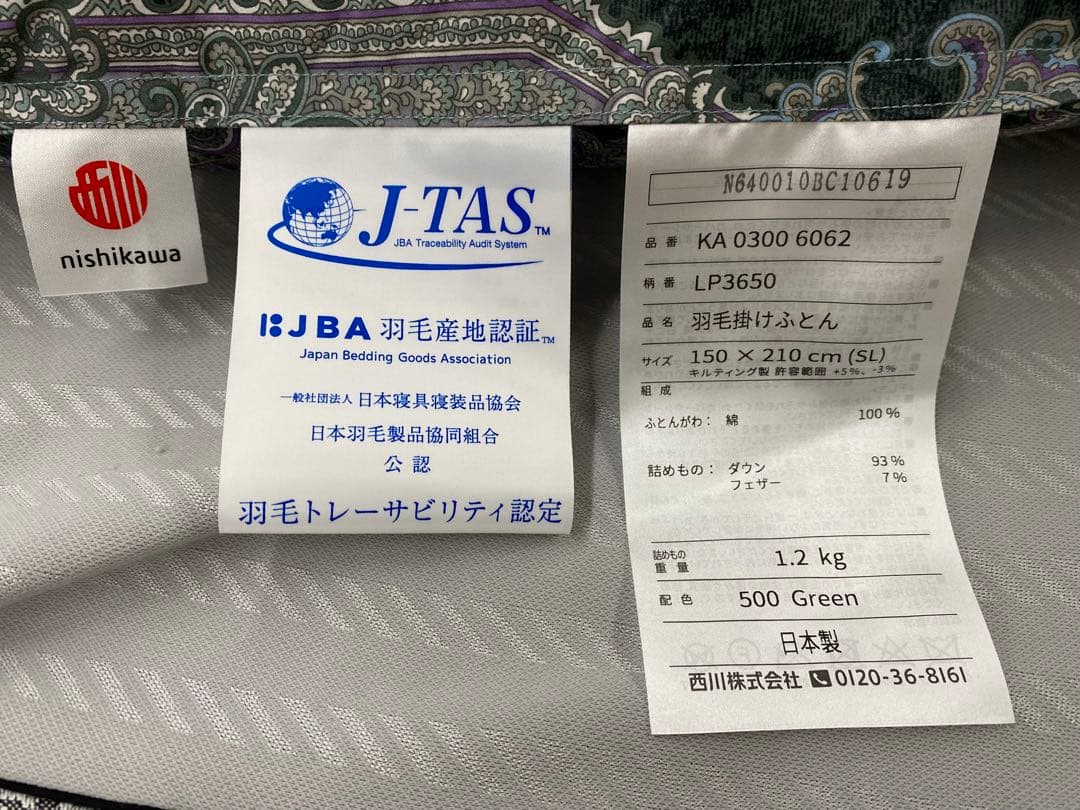 西川
nishikawa
J-TAS™
JBA Traceability Audit System
JBA 羽毛産地認証™
Japan Bedding Goods Association
一般社団法人 日本寝具寝装品協会
日本羽毛製品協同組合
公認
羽毛トレーサビリティ認定
N640010BC10619
品番 KA 0300 6062
柄番 LP3650
品名 羽毛掛けふとん
サイズ 150 × 210 cm (SL)
キルティング製 許容範囲 +5%、-3%
組成
ふとんがわ: 綿 100%
詰めもの: ダウン 93%
フェザー 7%
詰めもの重量 1.2 kg
配色 500 Green
日本製
西川株式会社 0120-36-8161